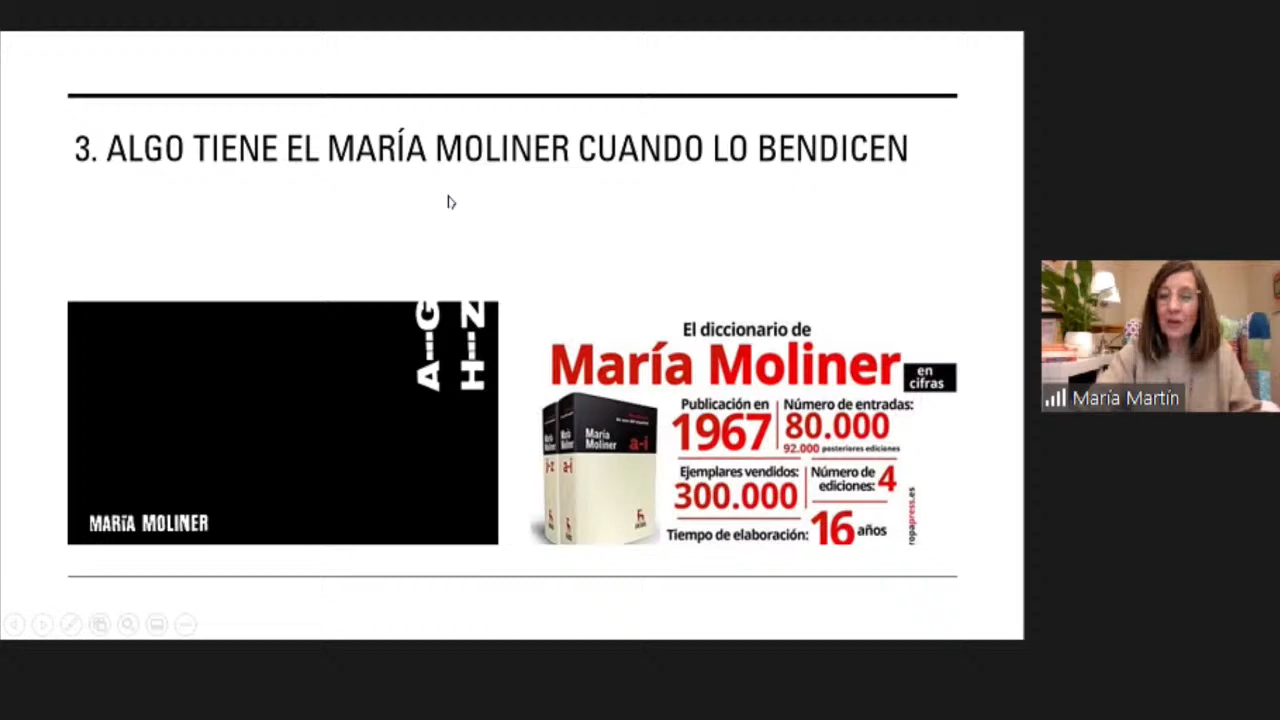 3. ALGO TIENE EL MARÍA MOLINER CUANDO LO BENDICEN
A---G
H---Z
MARÍA MOLINER
El diccionario de
María Moliner
en
cifras
María
Moliner
a-i
j-z
a-i
Publicación en
1967
Número de entradas:
80.000
92.000 posteriores ediciones
Ejemplares vendidos:
300.000
Número de
ediciones: 4
Tiempo de elaboración: 16 años
ropapress.es
María Martín